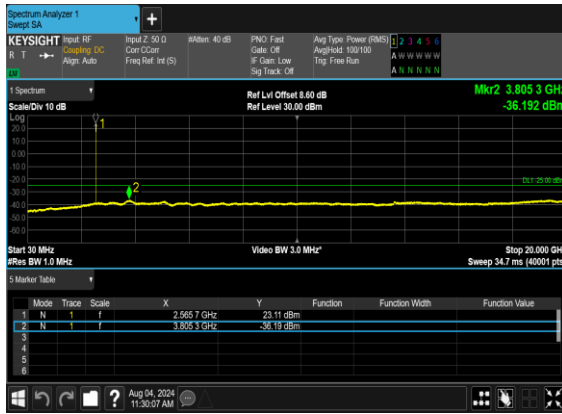 Spectrum Analyzer 1
Swept SA
+
KEYSIGHT Input: RF Input Z: 50 Ω #Atten: 40 dB PNO: Fast Avg Type: Power (RMS) 1 2 3 4 5 6
R T Coupling: DC Corr CCorr Gate: Off Avg|Hold: 100/100 A W W W W W
Align: Auto Freq Ref: Int (S) IF Gain: Low Trig: Free Run
Sig Track: Off A N N N N N
LXI
1 Spectrum Ref Lvl Offset 8.60 dB Mkr2 3.805 3 GHz
Scale/Div 10 dB Ref Level 30.00 dBm -36.192 dBm
Log
20.0 1
10.0
0.00
-10.0
-20.0 DL1 -25.00 dBm
-30.0 2
-40.0
-50.0
-60.0
Start 30 MHz Video BW 3.0 MHz* Stop 20.000 GH
#Res BW 1.0 MHz Sweep 34.7 ms (40001 pts
5 Marker Table
Mode Trace Scale X Y Function Function Width Function Value
1 N 1 f 2.565 7 GHz 23.11 dBm
2 N 1 f 3.805 3 GHz -36.19 dBm
3
4
5
6
? Aug 04, 2024
11:30:07 AM